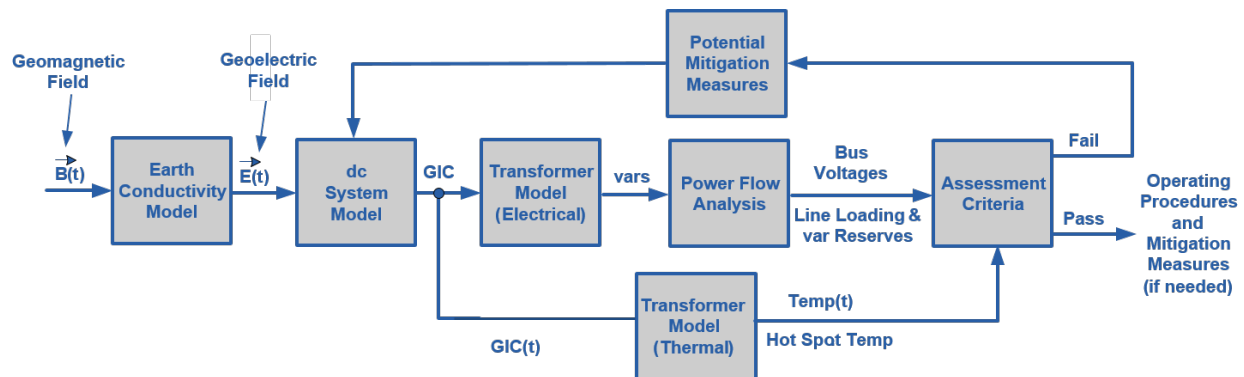 Geomagnetic
Field
Geoelectric
Field
B(t)
Earth
Conductivity
Model
E(t)
dc
System
Model
GIC
Transformer
Model
(Electrical)
vars
Power Flow
Analysis
Bus
Voltages
Line Loading &
var Reserves
Assessment
Criteria
Fail
Pass
Potential
Mitigation
Measures
Operating
Procedures
and
Mitigation
Measures
(if needed)
GIC(t)
Transformer
Model
(Thermal)
Temp(t)
Hot Spot Temp